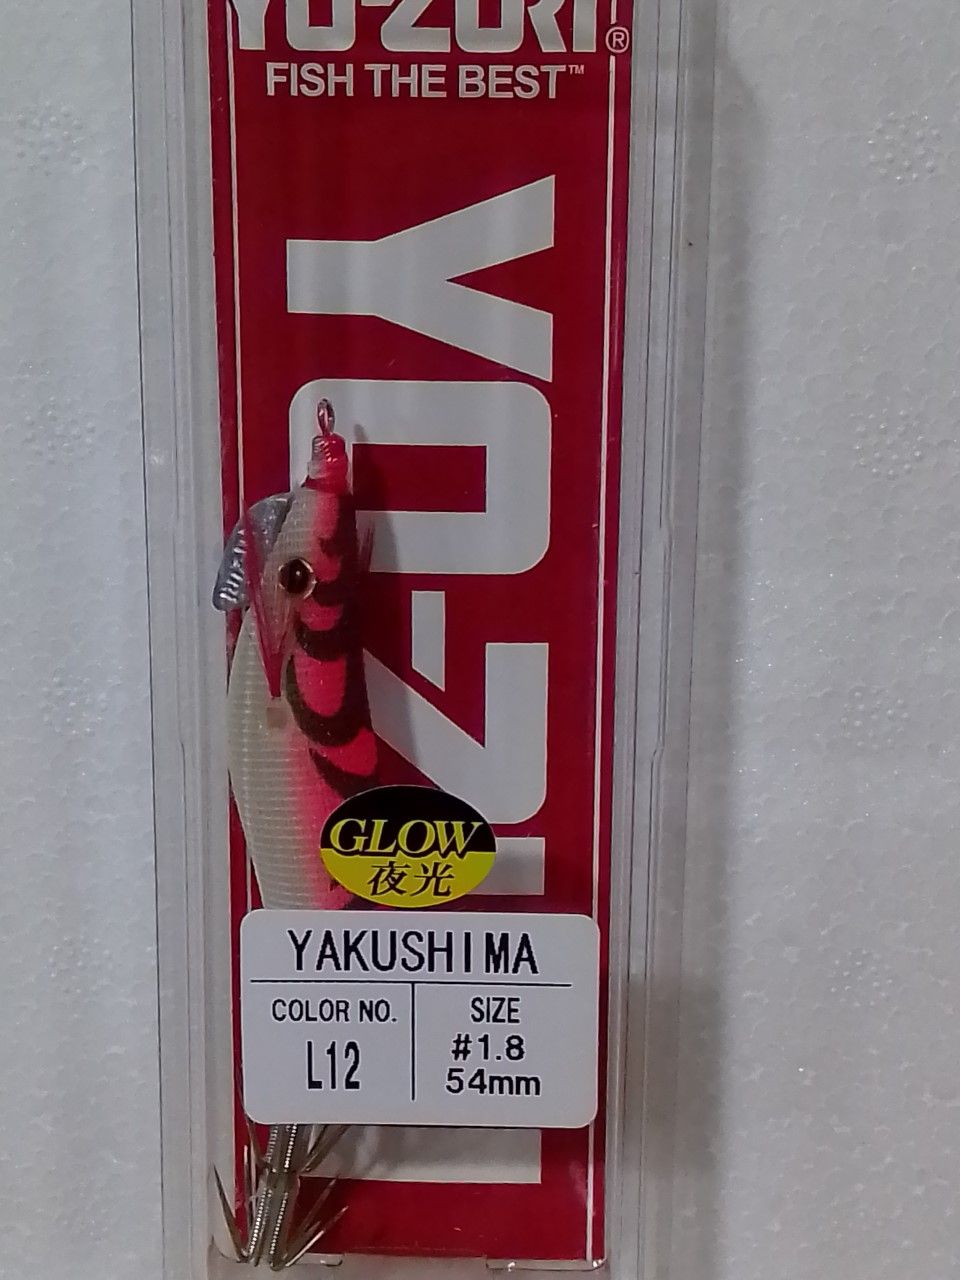 YO-ZURI®
FISH THE BEST™
YO-ZURI
GLOW
夜光
YAKUSHIMA
COLOR NO.
L12
SIZE
#1.8
54mm